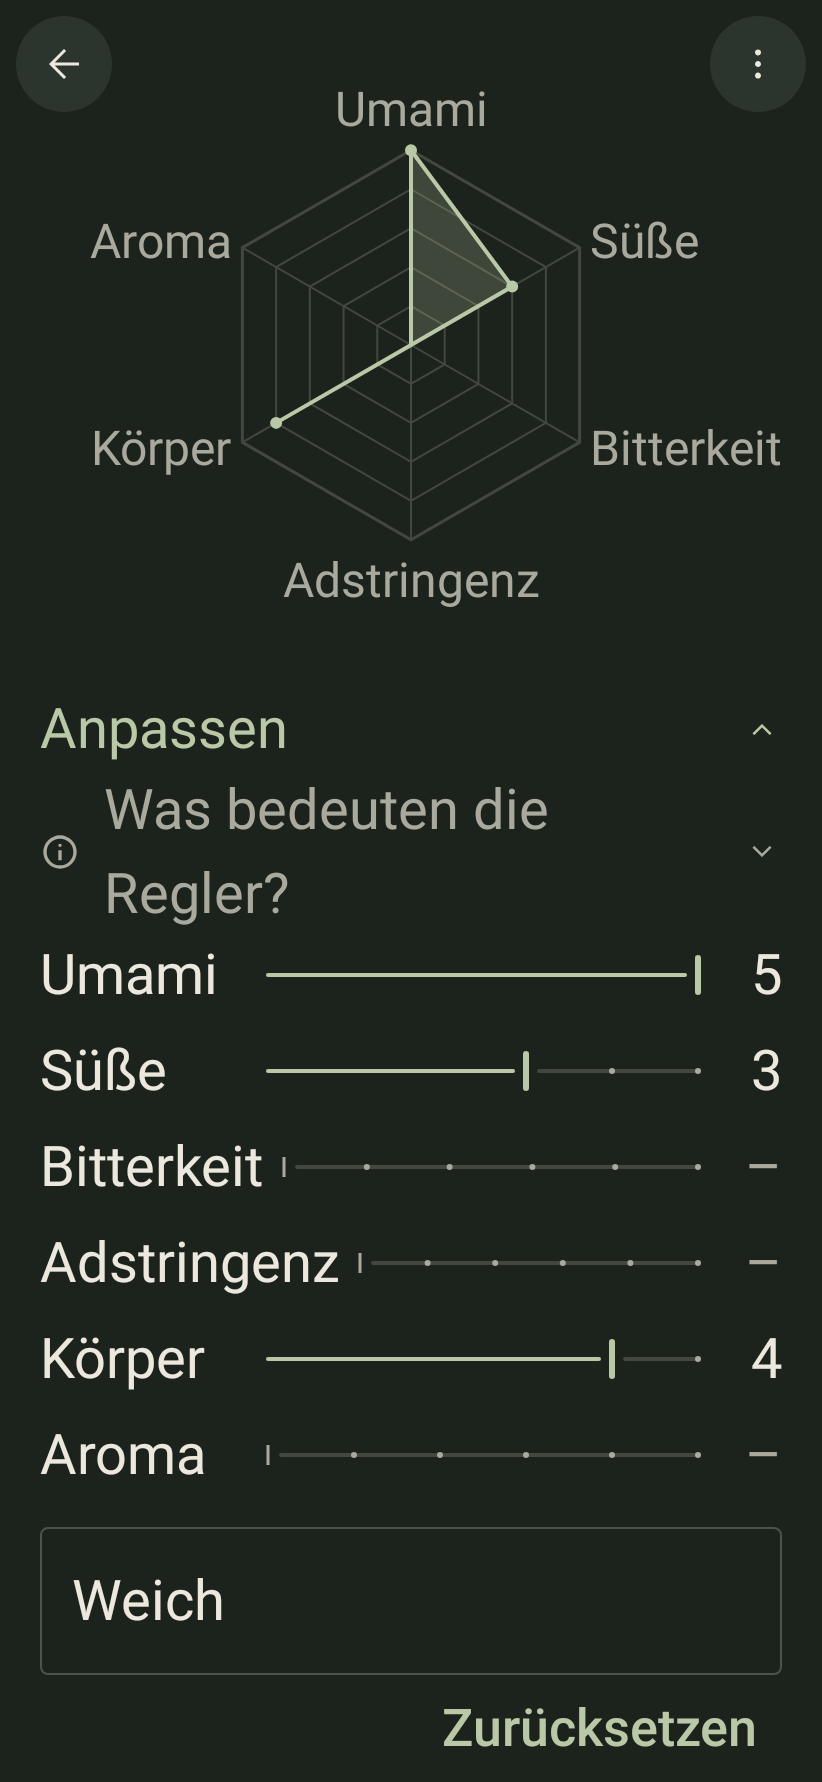 Umami
Aroma
Süße
Körper
Bitterkeit
Adstringenz
Anpassen
Was bedeuten die
Regler?
Umami 5
Süße 3
Bitterkeit –
Adstringenz –
Körper 4
Aroma –
Weich
Zurücksetzen